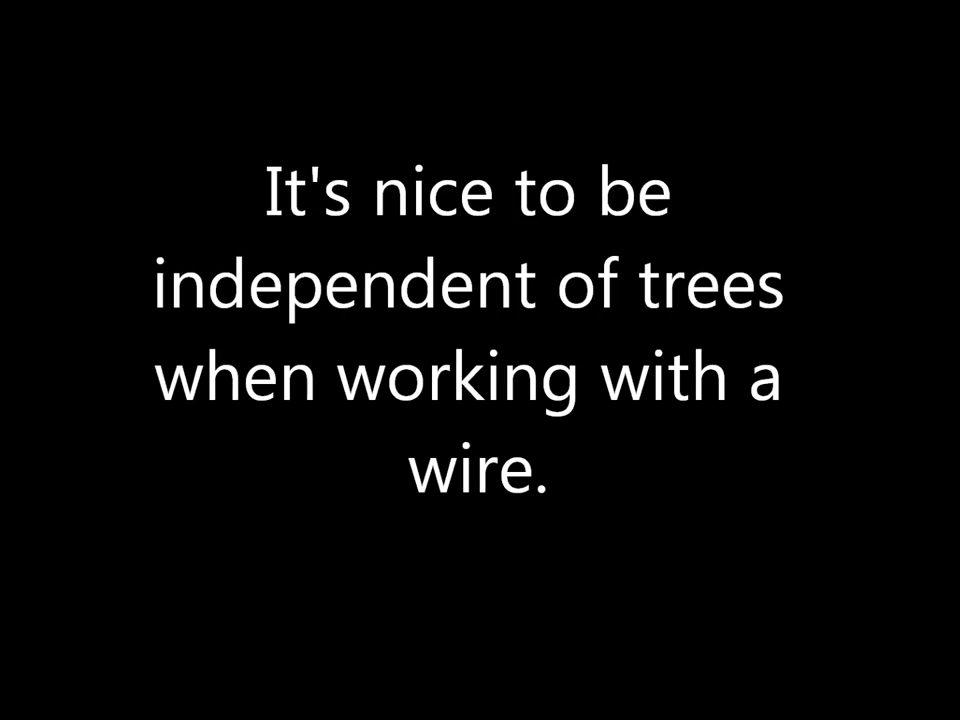 It's nice to be
independent of trees
when working with a
wire.